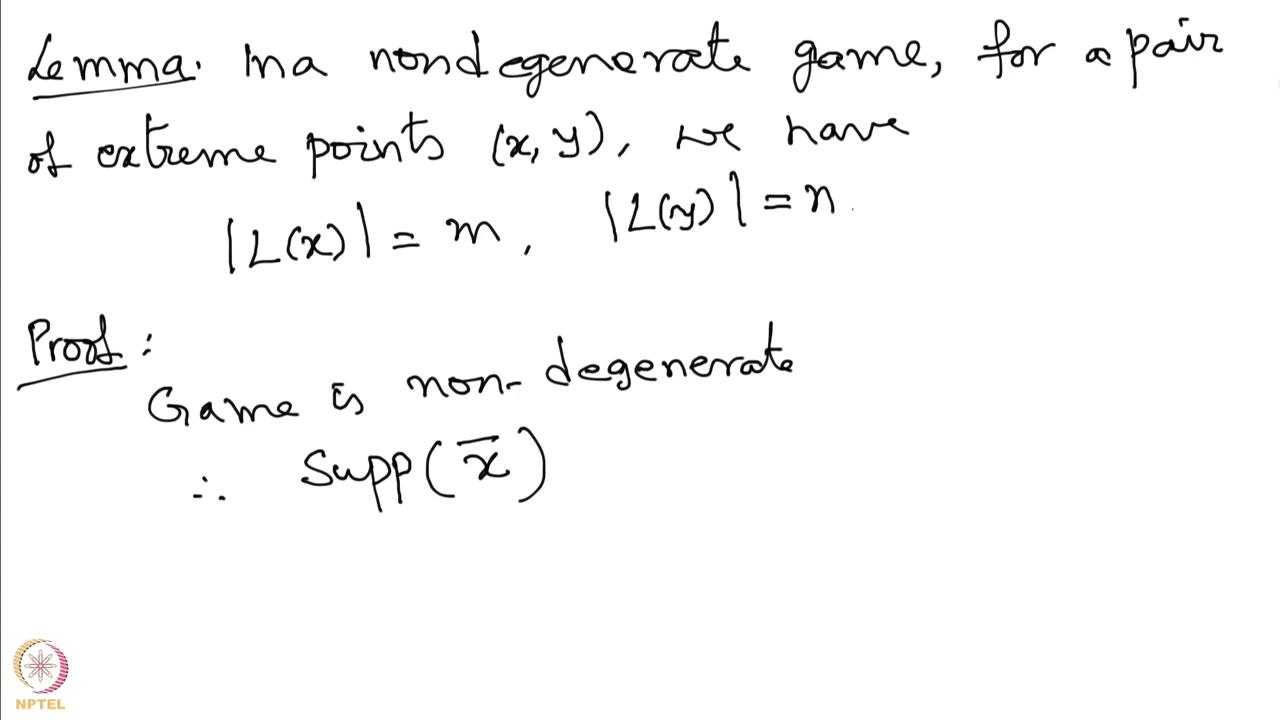 Lemma. In a nondegenerate game, for a pair
of extreme points (x, y), we have
|L(x)| = m, |L(y)| = n.
Proof:
Game is non-degenerate
∴ Supp(x̄)
NPTEL